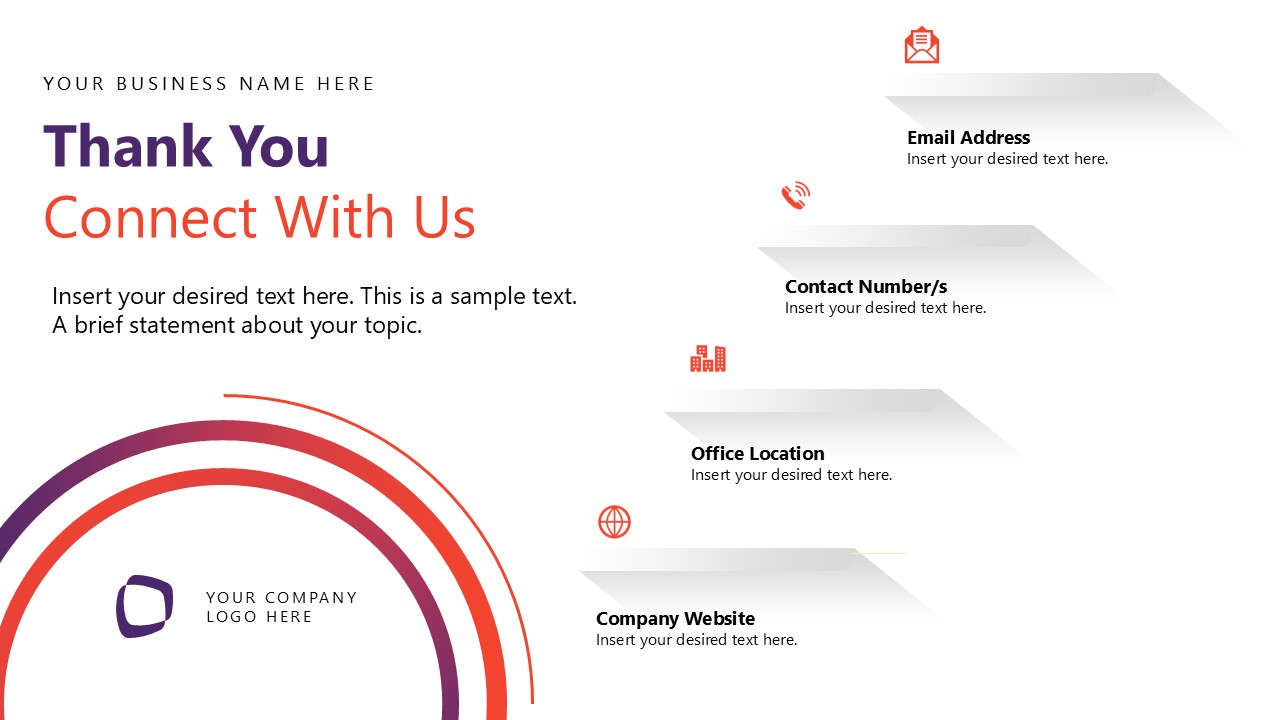 YOUR BUSINESS NAME HERE
Thank You
Connect With Us
Insert your desired text here. This is a sample text.
A brief statement about your topic.
YOUR COMPANY
LOGO HERE
Email Address
Insert your desired text here.
Contact Number/s
Insert your desired text here.
Office Location
Insert your desired text here.
Company Website
Insert your desired text here.